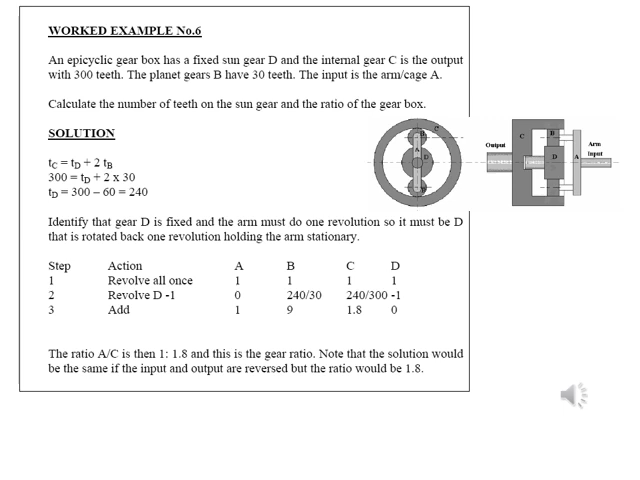 WORKED EXAMPLE No.6
An epicyclic gear box has a fixed sun gear D and the internal gear C is the output
with 300 teeth. The planet gears B have 30 teeth. The input is the arm/cage A.
Calculate the number of teeth on the sun gear and the ratio of the gear box.
SOLUTION
tC = tD + 2 tB
300 = tD + 2 x 30
tD = 300 – 60 = 240
C
B
A
D
B
Output
C
B
D
A
Arm
Input
Identify that gear D is fixed and the arm must do one revolution so it must be D
that is rotated back one revolution holding the arm stationary.
Step Action A B C D
1 Revolve all once 1 1 1 1
2 Revolve D -1 0 240/30 240/300 -1
3 Add 1 9 1.8 0
The ratio A/C is then 1: 1.8 and this is the gear ratio. Note that the solution would
be the same if the input and output are reversed but the ratio would be 1.8.